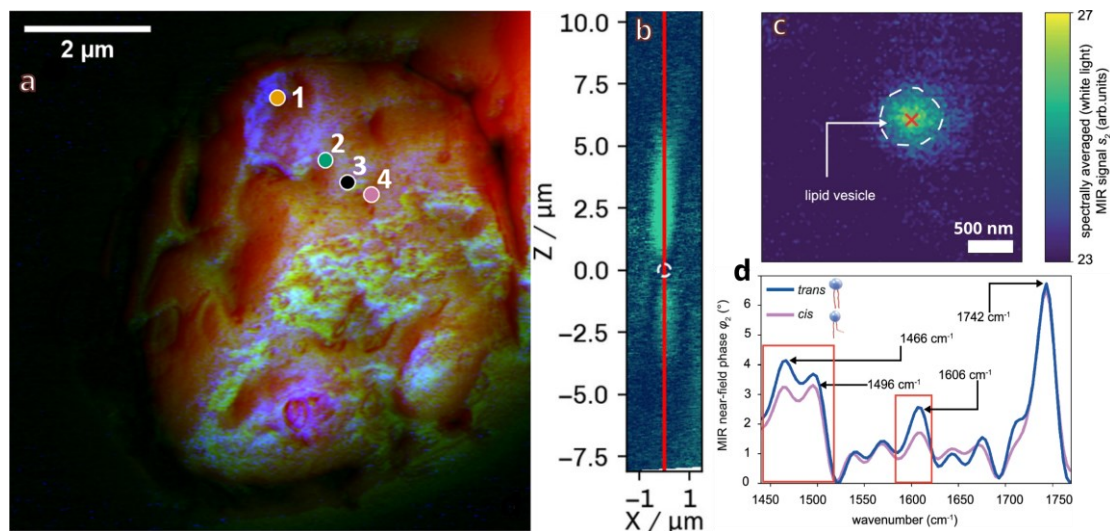 2 μm
a
1
2
3
4
b
10.0
7.5
5.0
2.5
0.0
−2.5
−5.0
−7.5
Z / μm
−1
1
X / μm
c
lipid vesicle
500 nm
27
23
spectrally averaged (white light)
MIR signal s2 (arb.units)
d
trans
cis
1742 cm-1
1466 cm-1
1496 cm-1
1606 cm-1
6
5
4
3
2
1
0
MIR near-field phase φ2 (°)
1450
1500
1550
1600
1650
1700
1750
wavenumber (cm-1)